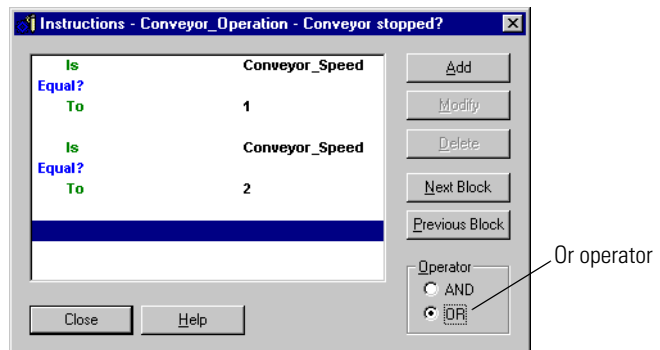 Instructions - Conveyor_Operation - Conveyor stopped?
Is Conveyor_Speed
Equal?
To 1
Is Conveyor_Speed
Equal?
To 2
Add
Modify
Delete
Next Block
Previous Block
Operator
AND
OR
Or operator
Close
Help